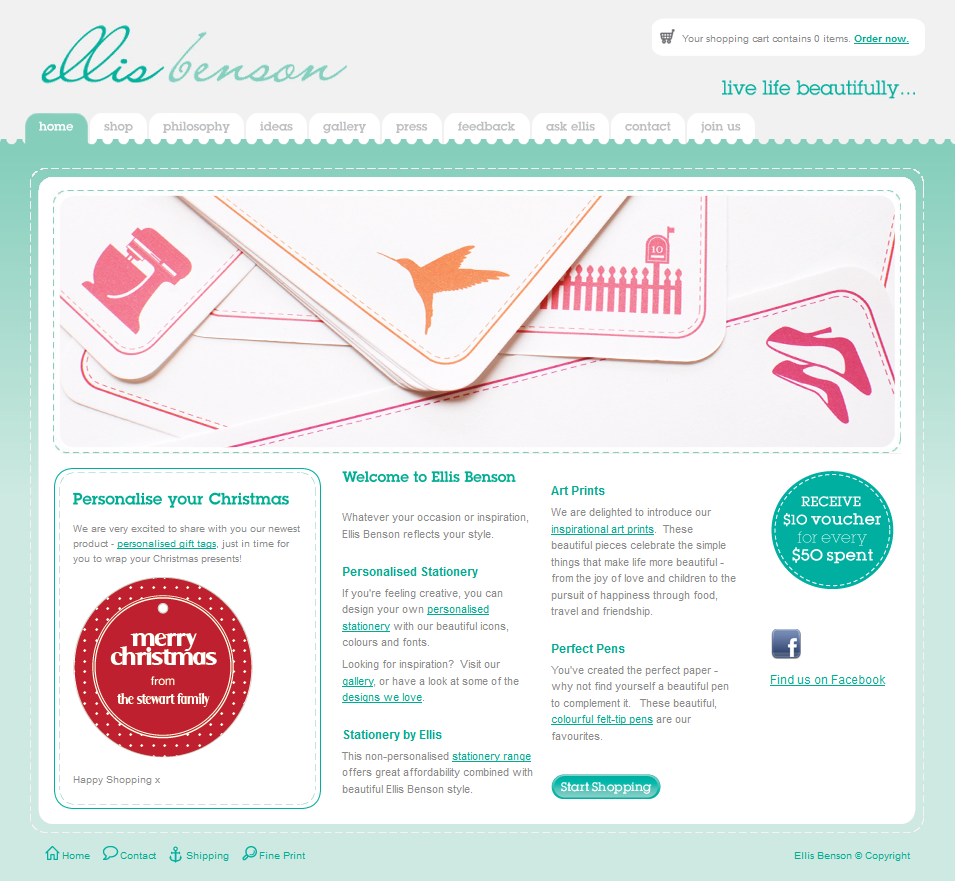 ellis benson
Your shopping cart contains 0 items. Order now.
live life beautifully...
home
shop
philosophy
ideas
gallery
press
feedback
ask ellis
contact
join us
10
Personalise your Christmas
We are very excited to share with you our newest
product - personalised gift tags, just in time for
you to wrap your Christmas presents!
merry
christmas
from
the stewart family
Happy Shopping x
Welcome to Ellis Benson
Whatever your occasion or inspiration,
Ellis Benson reflects your style.
Personalised Stationery
If you're feeling creative, you can
design your own personalised
stationery with our beautiful icons,
colours and fonts.
Looking for inspiration? Visit our
gallery, or have a look at some of the
designs we love.
Stationery by Ellis
This non-personalised stationery range
offers great affordability combined with
beautiful Ellis Benson style.
Art Prints
We are delighted to introduce our
inspirational art prints. These
beautiful pieces celebrate the simple
things that make life more beautiful -
from the joy of love and children to the
pursuit of happiness through food,
travel and friendship.
Perfect Pens
You've created the perfect paper -
why not find yourself a beautiful pen
to complement it. These beautiful,
colourful felt-tip pens are our
favourites.
Start Shopping
RECEIVE
$10 voucher
for every
$50 spent
f
Find us on Facebook
Home
Contact
Shipping
Fine Print
Ellis Benson © Copyright